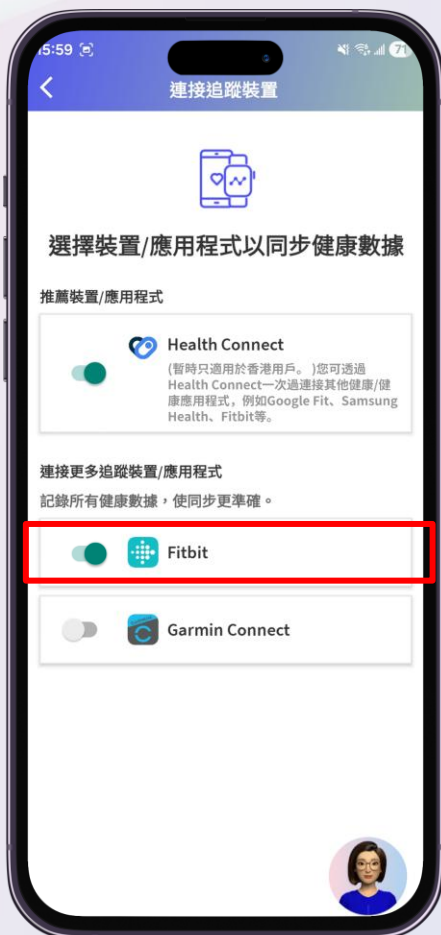 15:59
71
連接追蹤裝置
選擇裝置/應用程式以同步健康數據
推薦裝置/應用程式
Health Connect
(暫時只適用於香港用戶。)您可透過
Health Connect一次過連接其他健康/健
康應用程式，例如Google Fit、Samsung
Health、Fitbit等。
連接更多追蹤裝置/應用程式
記錄所有健康數據，使同步更準確。
Fitbit
Garmin Connect